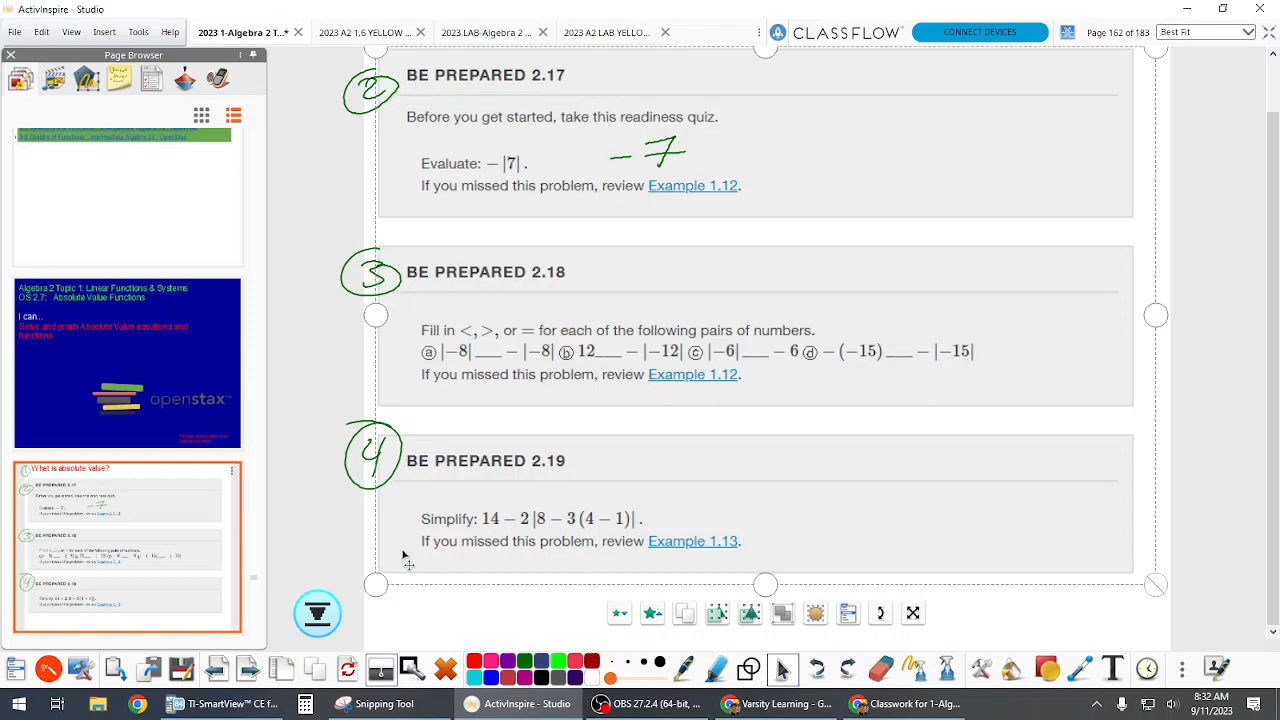 ActivInspire - Studio
File Edit View Insert Tools Help
2023 1-Algebra 2 T...*
2023 A2 1,6 YELLOW ...
2023 A2 LAB-Algebra 2 ...
2023 A2 LAB YELLO...
CLASSFLOW
CONNECT DEVICES
Page 162 of 183
Best Fit
Page Browser
Algebra 2 Topic 1: Linear Functions & Systems
OS 2.7: Absolute Value Functions
I can...
Solve and graph Absolute Value equations and
functions
openstax™
1 What is absolute value?
2 BE PREPARED 2.17
Before you get started, take this readiness quiz.
Evaluate: − |7| . −7
If you missed this problem, review Example 1.12.
3 BE PREPARED 2.18
Fill in <>, or = for each of the following pairs of numbers.
ⓐ |−8|___ − |−8| ⓑ 12___ − |−12| ⓒ |−6|___ − 6 ⓓ − (−15) ___ − |−15|
If you missed this problem, review Example 1.12.
4 BE PREPARED 2.19
Simplify: 14 − 2 |8 − 3 (4 − 1)| .
If you missed this problem, review Example 1.13.
TI-SmartView™ CE f...
Snipping Tool
ActivInspire - Studio
OBS 27.2.4 (64-bit, ...
Varsity Learning - G...
Classwork for 1-Alg...
8:32 AM
9/11/2023